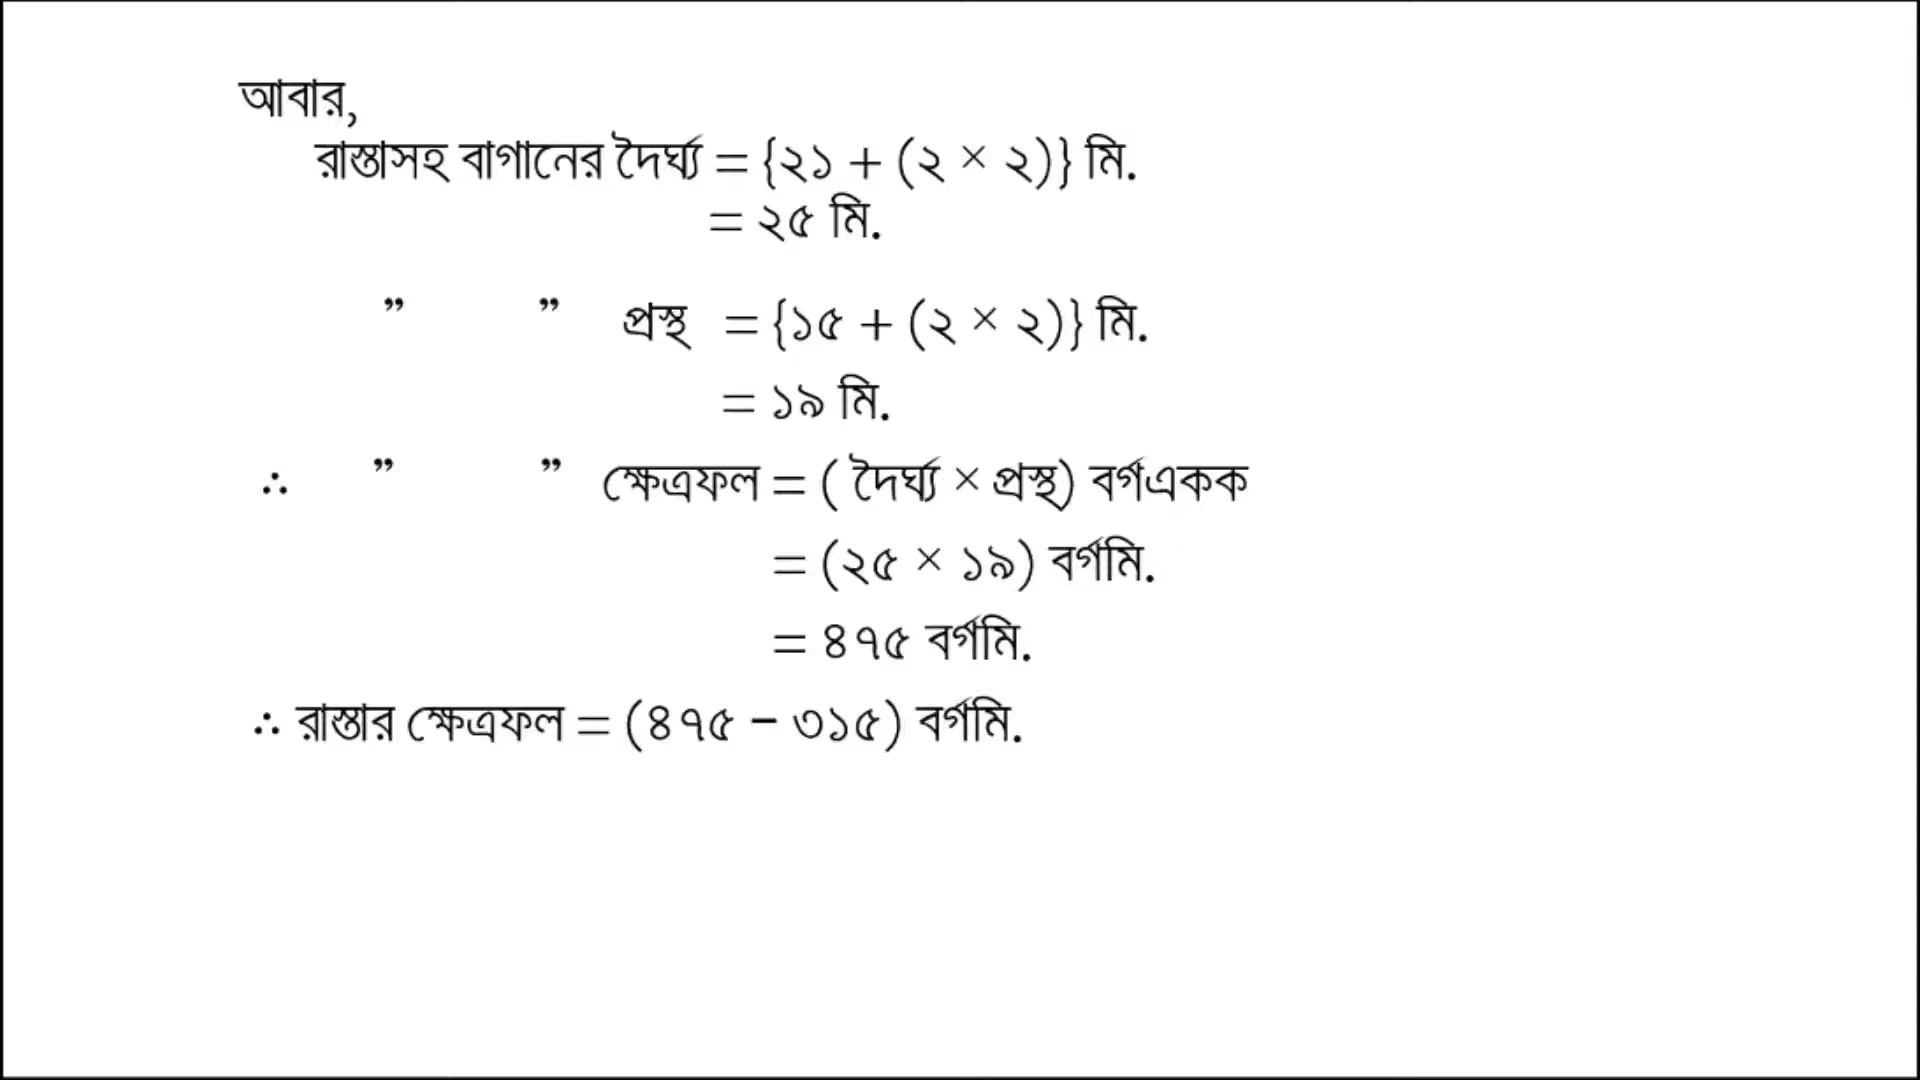 আবার,
রাস্তাসহ বাগানের দৈর্ঘ্য = {২১ + (২ × ২)} মি.
= ২৫ মি.
” ” প্রস্থ = {১৫ + (২ × ২)} মি.
= ১৯ মি.
∴ ” ” ক্ষেত্রফল = ( দৈর্ঘ্য × প্রস্থ) বর্গএকক
= (২৫ × ১৯) বর্গমি.
= ৪৭৫ বর্গমি.
∴ রাস্তার ক্ষেত্রফল = (৪৭৫ − ৩১৫) বর্গমি.